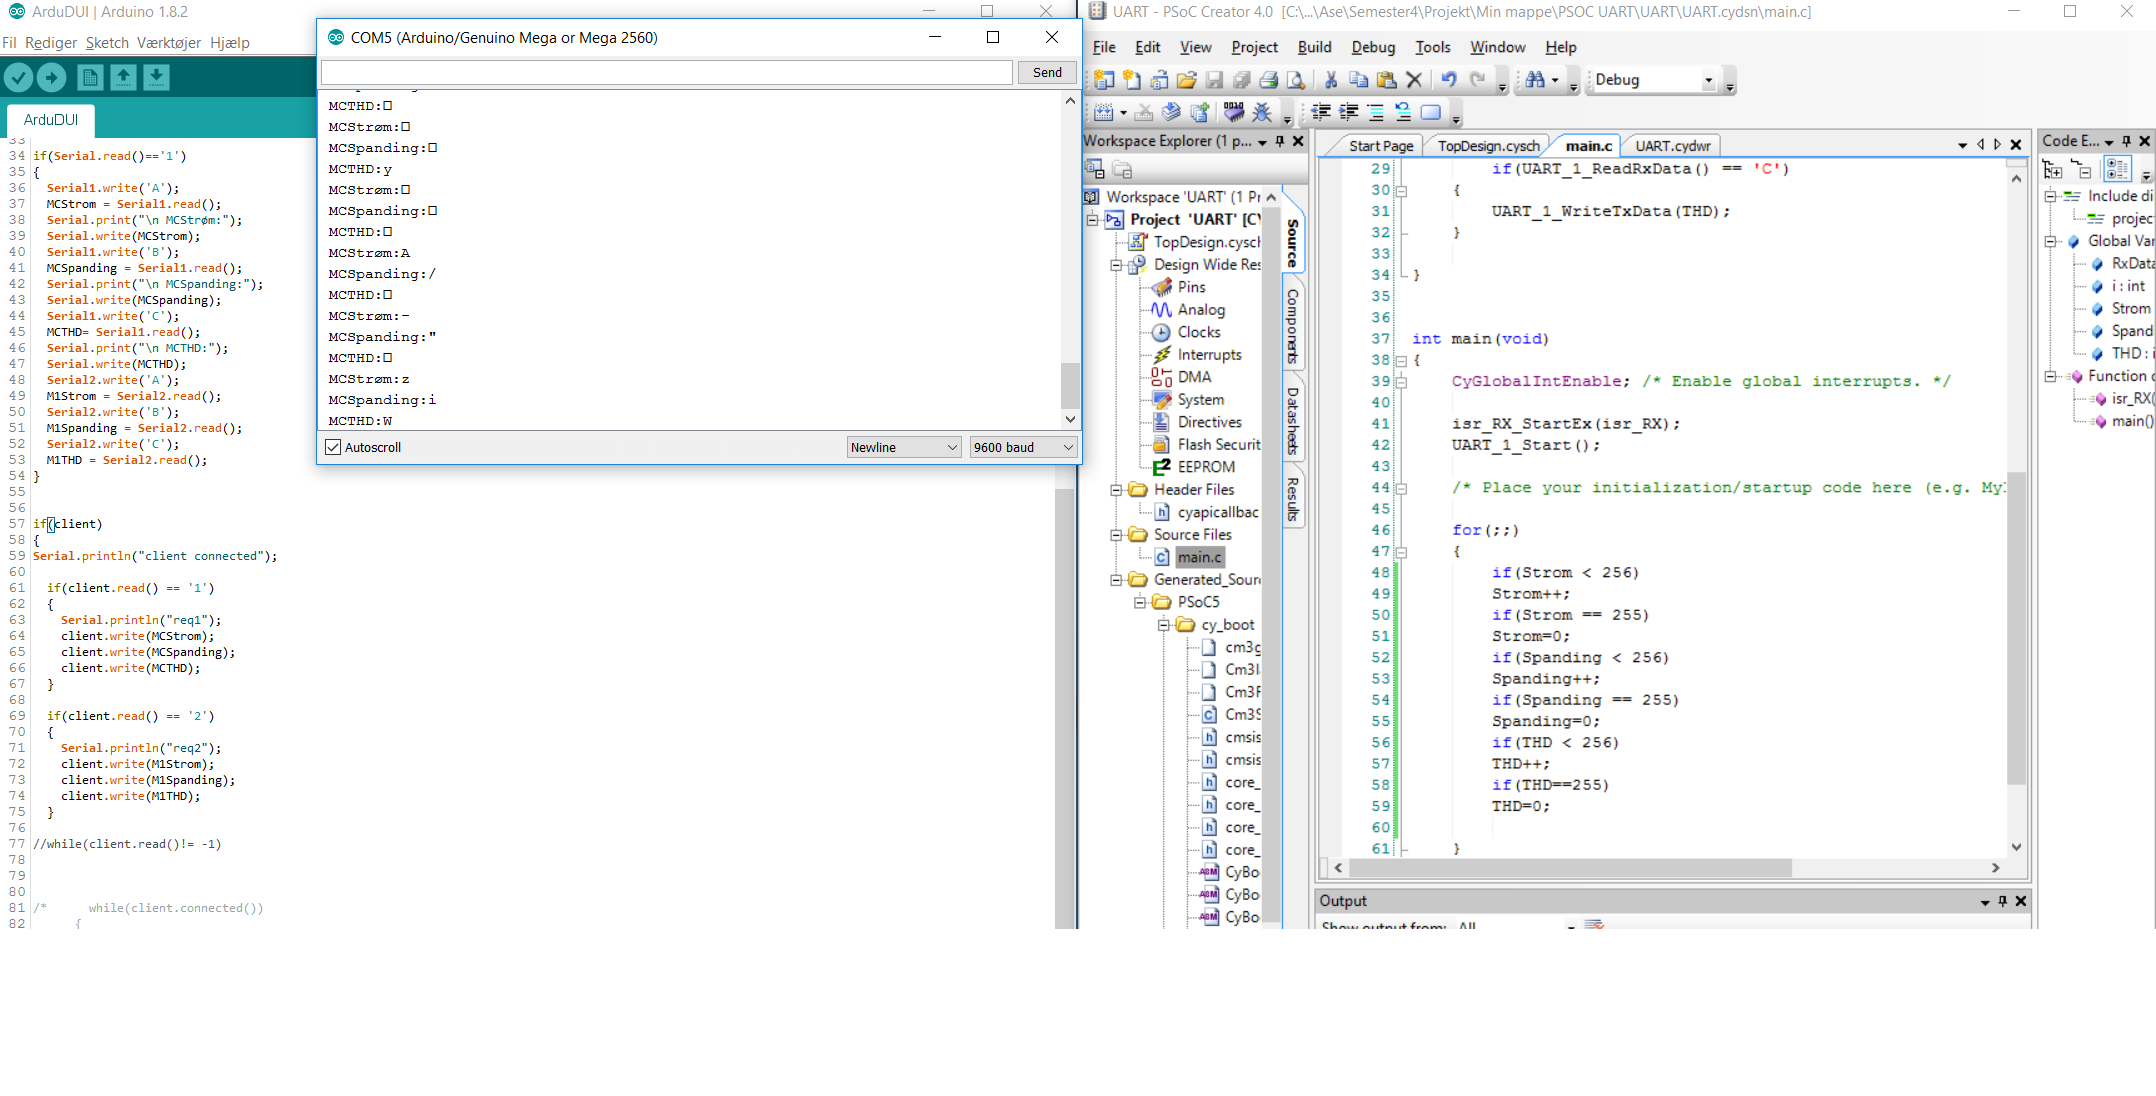 ArduDUI | Arduino 1.8.2
Fil Rediger Sketch Værktøjer Hjælp
ArduDUI
33
34 if(Serial.read()=='1')
35 {
36 Serial1.write('A');
37 MCStrom = Serial1.read();
38 Serial.print("\n MCStrøm:");
39 Serial.write(MCStrom);
40 Serial1.write('B');
41 MCSpanding = Serial1.read();
42 Serial.print("\n MCSpanding:");
43 Serial.write(MCSpanding);
44 Serial1.write('C');
45 MCTHD= Serial1.read();
46 Serial.print("\n MCTHD:");
47 Serial.write(MCTHD);
48 Serial2.write('A');
49 M1Strom = Serial2.read();
50 Serial2.write('B');
51 M1Spanding = Serial2.read();
52 Serial2.write('C');
53 M1THD = Serial2.read();
54 }
55
56
57 if(client)
58 {
59 Serial.println("client connected");
60
61 if(client.read() == '1')
62 {
63 Serial.println("req1");
64 client.write(MCStrom);
65 client.write(MCSpanding);
66 client.write(MCTHD);
67 }
68
69 if(client.read() == '2')
70 {
71 Serial.println("req2");
72 client.write(M1Strom);
73 client.write(M1Spanding);
74 client.write(M1THD);
75 }
76
77 //while(client.read()!= -1)
78
79
80
81 /* while(client.connected())
82 {
COM5 (Arduino/Genuino Mega or Mega 2560)
Send
MCTHD:□
MCStrøm:□
MCSpanding:□
MCTHD:y
MCStrøm:□
MCSpanding:□
MCTHD:□
MCStrøm:A
MCSpanding:/
MCTHD:□
MCStrøm:-
MCSpanding:"
MCTHD:□
MCStrøm:z
MCSpanding:i
MCTHD:W
Autoscroll
Newline
9600 baud
UART - PSoC Creator 4.0 [C:\...\Ase\Semester4\Projekt\Min mappe\PSOC UART\UART\UART.cydsn\main.c]
File Edit View Project Build Debug Tools Window Help
Debug
Workspace Explorer (1 p...
Workspace 'UART' (1 Pr
Project 'UART' [CY
TopDesign.cysch
Design Wide Res
Pins
Analog
Clocks
Interrupts
DMA
System
Directives
Flash Securit
EEPROM
Header Files
cyapicallbac
Source Files
main.c
Generated_Sour
PSoC5
cy_boot
cm3g
Cm3I
Cm3F
Cm3S
cmsis
cmsis
core_
core_
core_
core_
CyBo
CyBo
CyBo
Source
Components
Datasheets
Results
Start Page
TopDesign.cysch
main.c
UART.cydwr
29 if(UART_1_ReadRxData() == 'C')
30 {
31 UART_1_WriteTxData(THD);
32 }
33
34 }
35
36
37 int main(void)
38 {
39 CyGlobalIntEnable; /* Enable global interrupts. */
40
41 isr_RX_StartEx(isr_RX);
42 UART_1_Start();
43
44 /* Place your initialization/startup code here (e.g. My
45
46 for(;;)
47 {
48 if(Strom < 256)
49 Strom++;
50 if(Strom == 255)
51 Strom=0;
52 if(Spanding < 256)
53 Spanding++;
54 if(Spanding == 255)
55 Spanding=0;
56 if(THD < 256)
57 THD++;
58 if(THD==255)
59 THD=0;
60
61 }
Output
Show output from: All
Code E...
Include di
projec
Global Var
RxData
i : int
Strom
Spand
THD : i
Function d
isr_RX(
main()